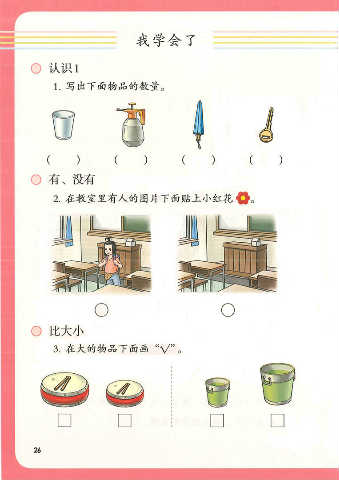 我学会了
认识1
1. 写出下面物品的数量。
( ) ( ) ( ) ( )
有、没有
2. 在教室里有人的图片下面贴上小红花 。
比大小
3. 在大的物品下面画“√”。
26